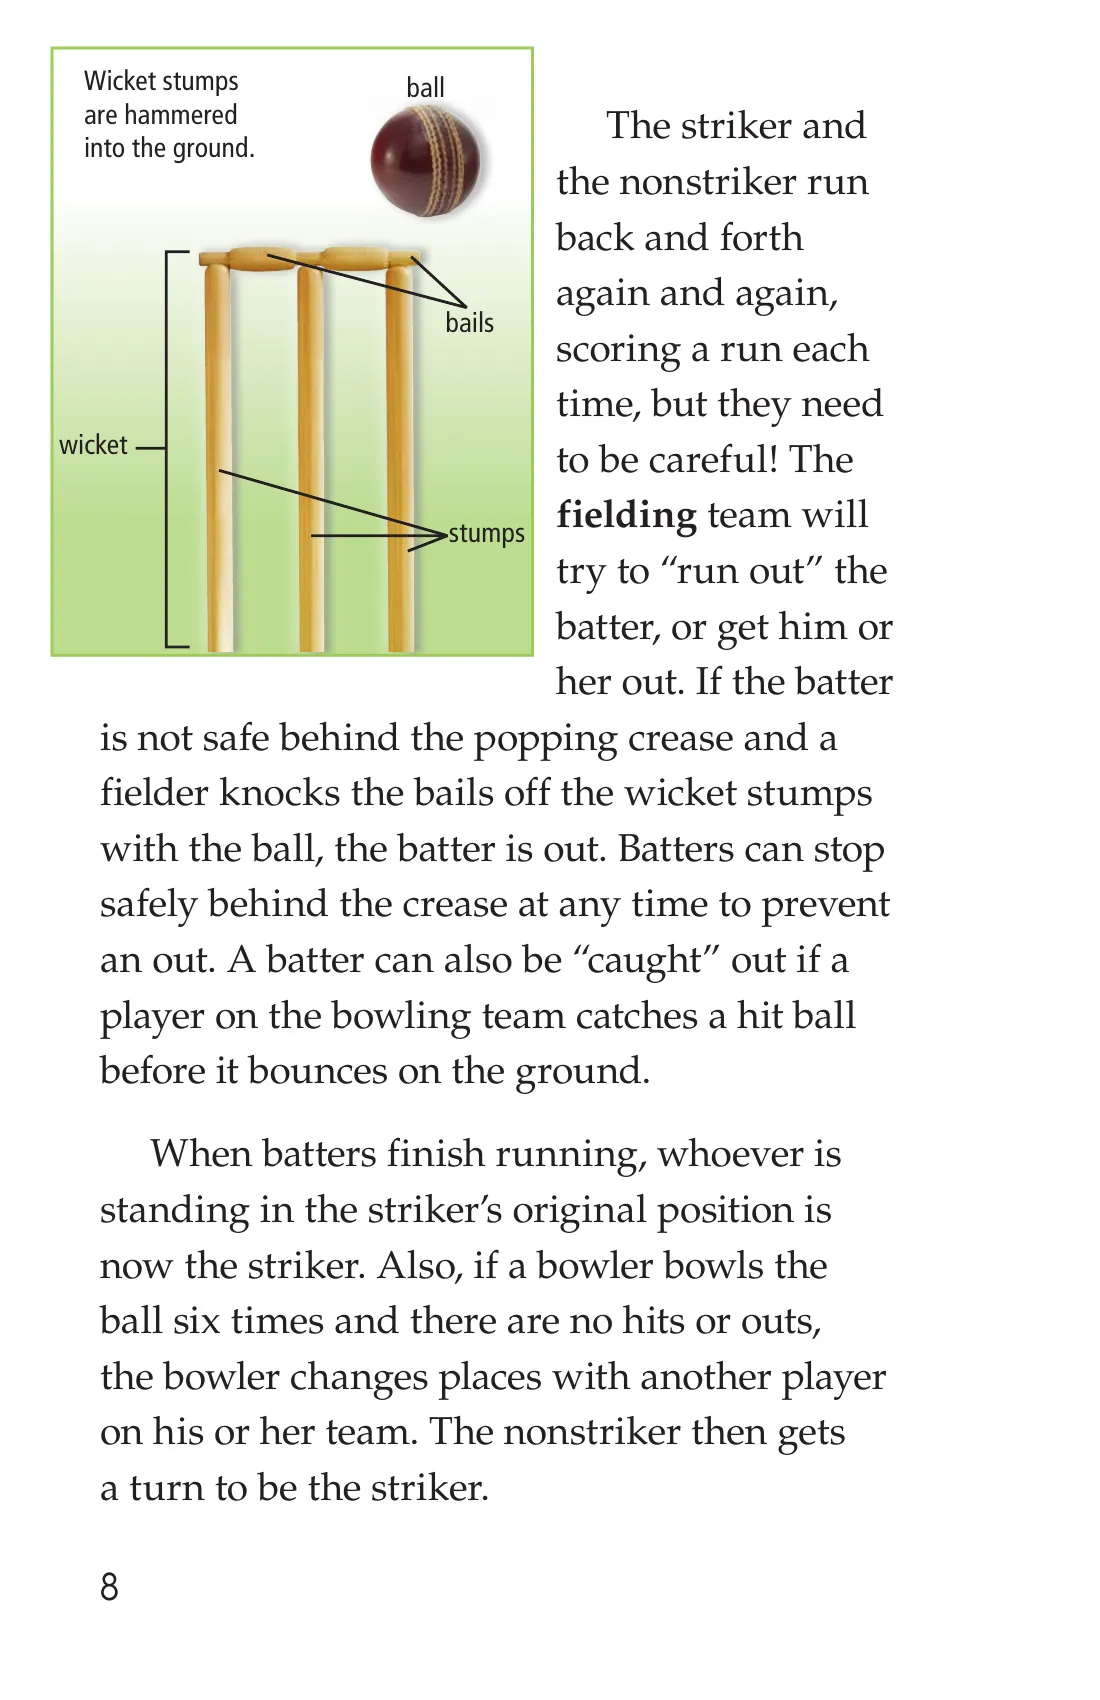 Wicket stumps
are hammered
into the ground.
ball
bails
wicket
stumps
The striker and
the nonstriker run
back and forth
again and again,
scoring a run each
time, but they need
to be careful! The
fielding team will
try to “run out” the
batter, or get him or
her out. If the batter
is not safe behind the popping crease and a
fielder knocks the bails off the wicket stumps
with the ball, the batter is out. Batters can stop
safely behind the crease at any time to prevent
an out. A batter can also be “caught” out if a
player on the bowling team catches a hit ball
before it bounces on the ground.
When batters finish running, whoever is
standing in the striker’s original position is
now the striker. Also, if a bowler bowls the
ball six times and there are no hits or outs,
the bowler changes places with another player
on his or her team. The nonstriker then gets
a turn to be the striker.
8